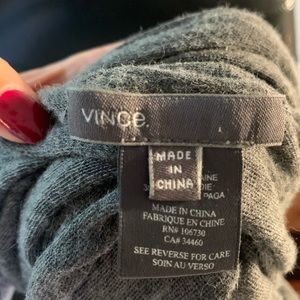 VINCE.
MADE
IN
CHINA
MADE IN CHINA
FABRIQUE EN CHINE
RN# 106730
CA# 34460
SEE REVERSE FOR CARE
SOIN AU VERSO